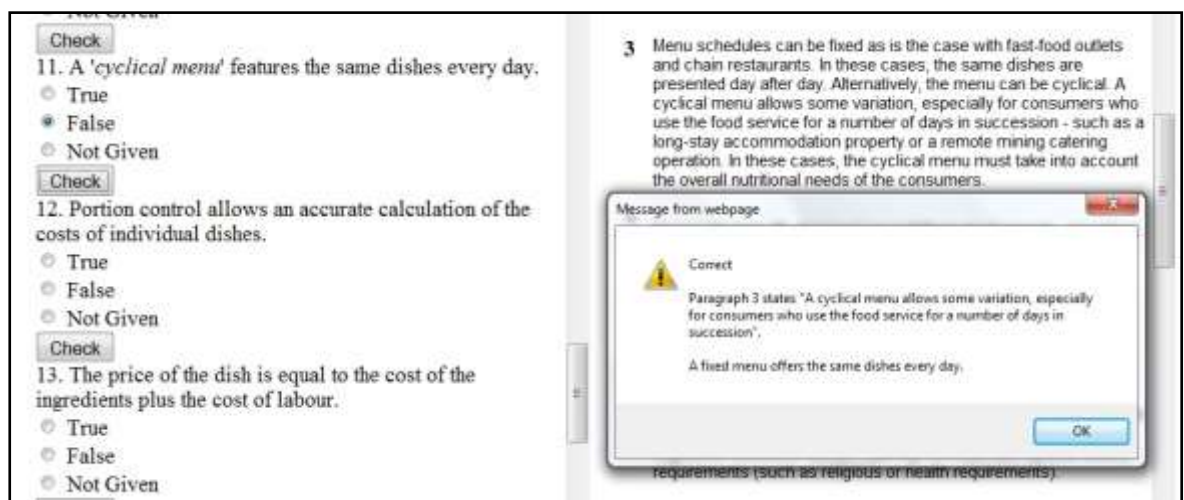 Check
11. A 'cyclical menu' features the same dishes every day.
True
False
Not Given
Check
12. Portion control allows an accurate calculation of the
costs of individual dishes.
True
False
Not Given
Check
13. The price of the dish is equal to the cost of the
ingredients plus the cost of labour.
True
False
Not Given
3 Menu schedules can be fixed as is the case with fast-food outlets
and chain restaurants. In these cases, the same dishes are
presented day after day. Alternatively, the menu can be cyclical. A
cyclical menu allows some variation, especially for consumers who
use the food service for a number of days in succession - such as a
long-stay accommodation property or a remote mining catering
operation. In these cases, the cyclical menu must take into account
the overall nutritional needs of the consumers.
Message from webpage
Correct
Paragraph 3 states "A cyclical menu allows some variation, especially
for consumers who use the food service for a number of days in
succession".
A fixed menu offers the same dishes every day.
OK
requirements (such as religious or health requirements).